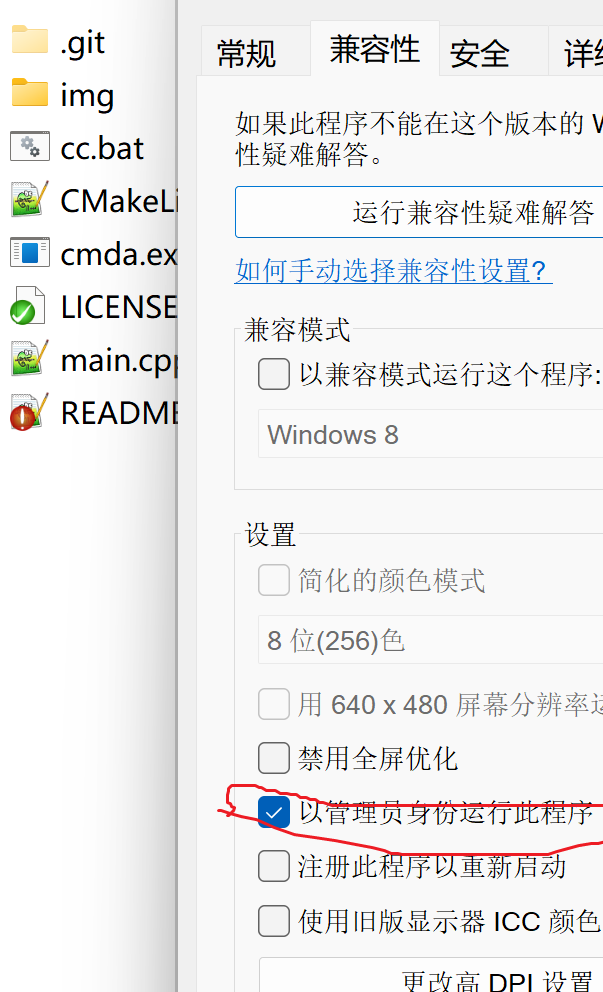 .git
img
cc.bat
CMakeLi
cmda.ex
LICENSE
main.cpp
README
常规
兼容性
安全
详细
如果此程序不能在这个版本的 W
性疑难解答。
运行兼容性疑难解答
如何手动选择兼容性设置?
兼容模式
以兼容模式运行这个程序:
Windows 8
设置
简化的颜色模式
8 位(256)色
用 640 x 480 屏幕分辨率运
禁用全屏优化
以管理员身份运行此程序
注册此程序以重新启动
使用旧版显示器 ICC 颜色
更改高 DPI 设置